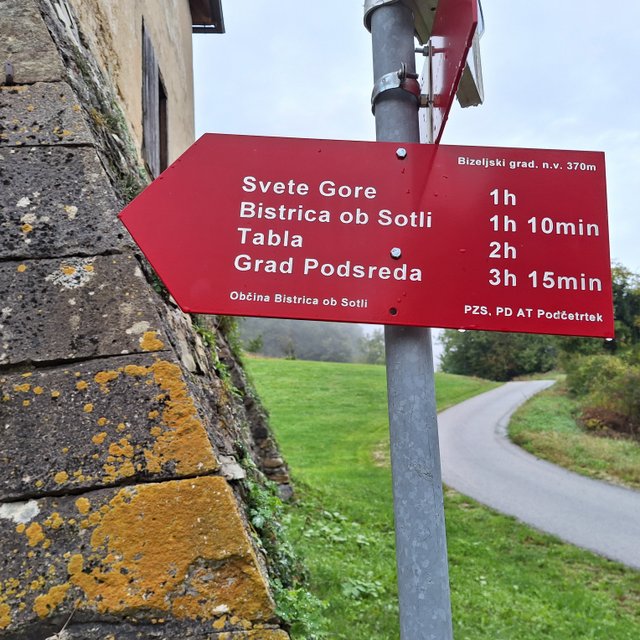 Bizeljski grad. n.v. 370m
Svete Gore 1h
Bistrica ob Sotli 1h 10min
Tabla 2h
Grad Podsreda 3h 15min
Občina Bistrica ob Sotli PZS, PD AT Podčetrtek